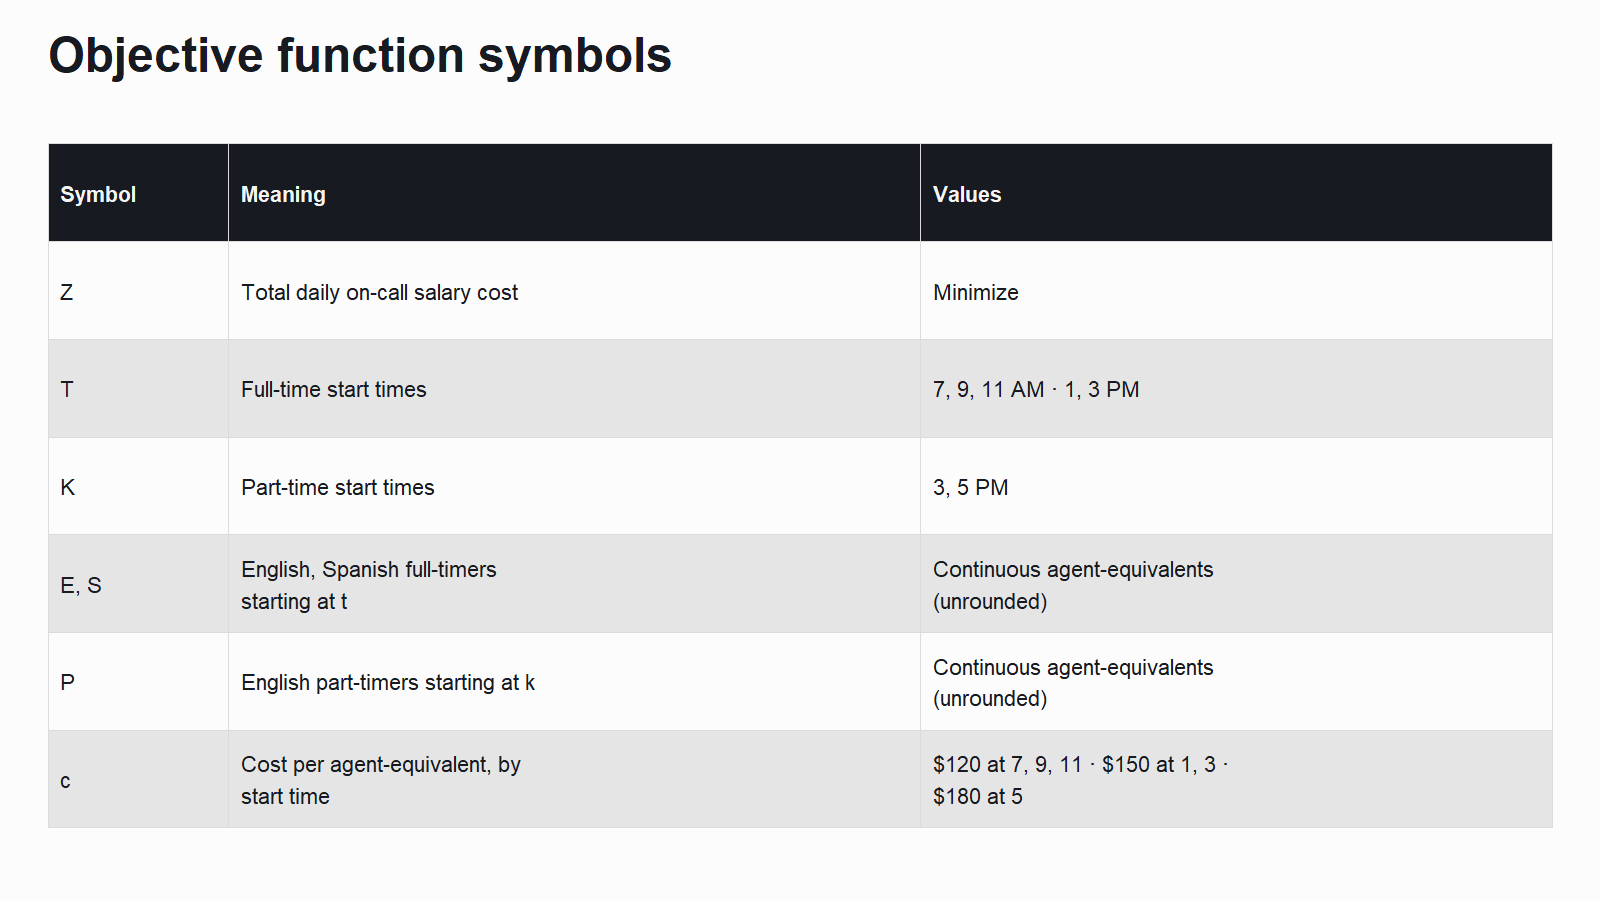 Objective function symbols
Symbol Meaning Values
Z Total daily on-call salary cost Minimize
T Full-time start times 7, 9, 11 AM · 1, 3 PM
K Part-time start times 3, 5 PM
E, S English, Spanish full-timers
starting at t Continuous agent-equivalents
(unrounded)
P English part-timers starting at k Continuous agent-equivalents
(unrounded)
c Cost per agent-equivalent, by
start time $120 at 7, 9, 11 · $150 at 1, 3 ·
$180 at 5